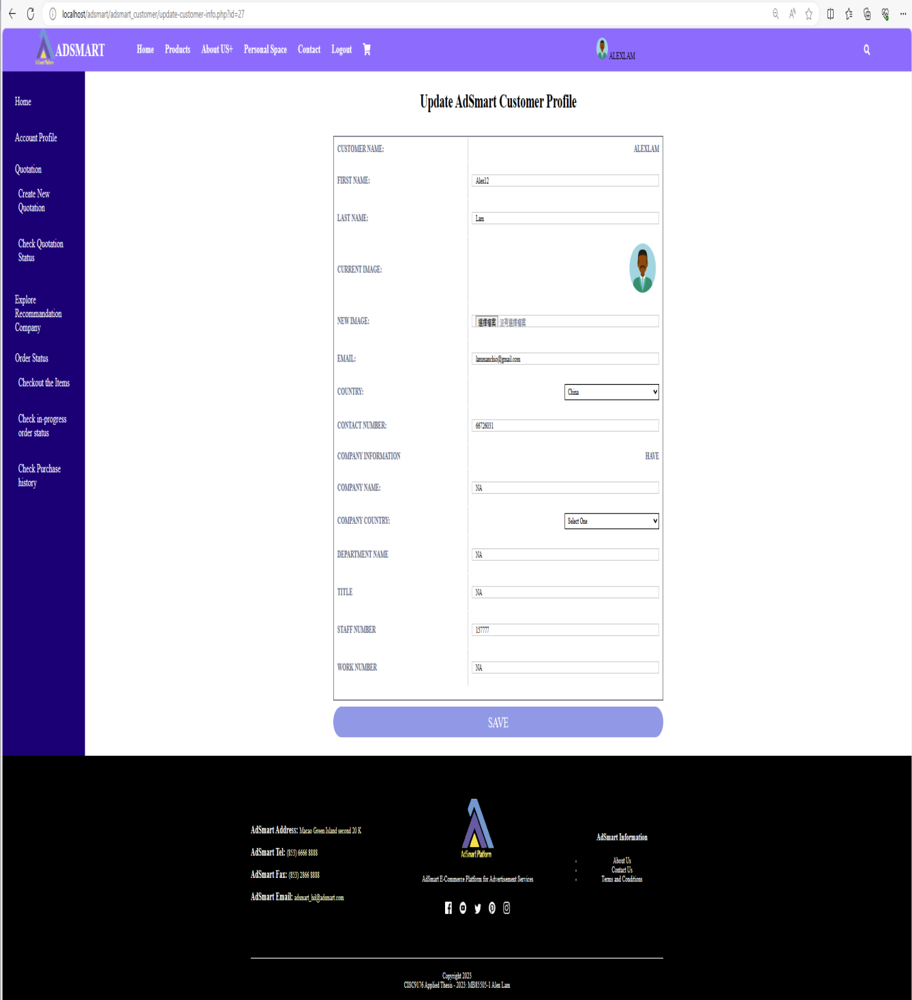 localhost/adsmart/adsmart_customer/update-customer-info.php?id=27
ADSMART
AdSmart Platform
Home Products About US+ Personal Space Contact Logout
ALEXLAM
Home
Account Profile
Quotation
Create New
Quotation
Check Quotation
Status
Explore
Recommandation
Company
Order Status
Checkout the Items
Check in-progress
order status
Check Purchase
history
Update AdSmart Customer Profile
CUSTOMER NAME: ALEXLAM
FIRST NAME: Alex12
LAST NAME: Lam
CURRENT IMAGE:
NEW IMAGE: 選擇檔案 沒有選擇檔案
EMAIL: lammanchio@gmail.com
COUNTRY: China
CONTACT NUMBER: 66726031
COMPANY INFORMATION HAVE
COMPANY NAME: NA
COMPANY COUNTRY: Select One
DEPARTMENT NAME NA
TITLE NA
STAFF NUMBER 157777
WORK NUMBER NA
SAVE
AdSmart Address: Macao Green Island second 20 K
AdSmart Tel: (853) 6666 8888
AdSmart Fax: (853) 2866 8888
AdSmart Email: adsmart_hd@adsmart.com
AdSmart Platform
AdSmart E-Commerce Platform for Advertisement Services
AdSmart Information
About Us
Contact Us
Terms and Conditions
Copyright 2023
CISC9176 Applied Thesis - 2023: MB85505-1 Alex Lam